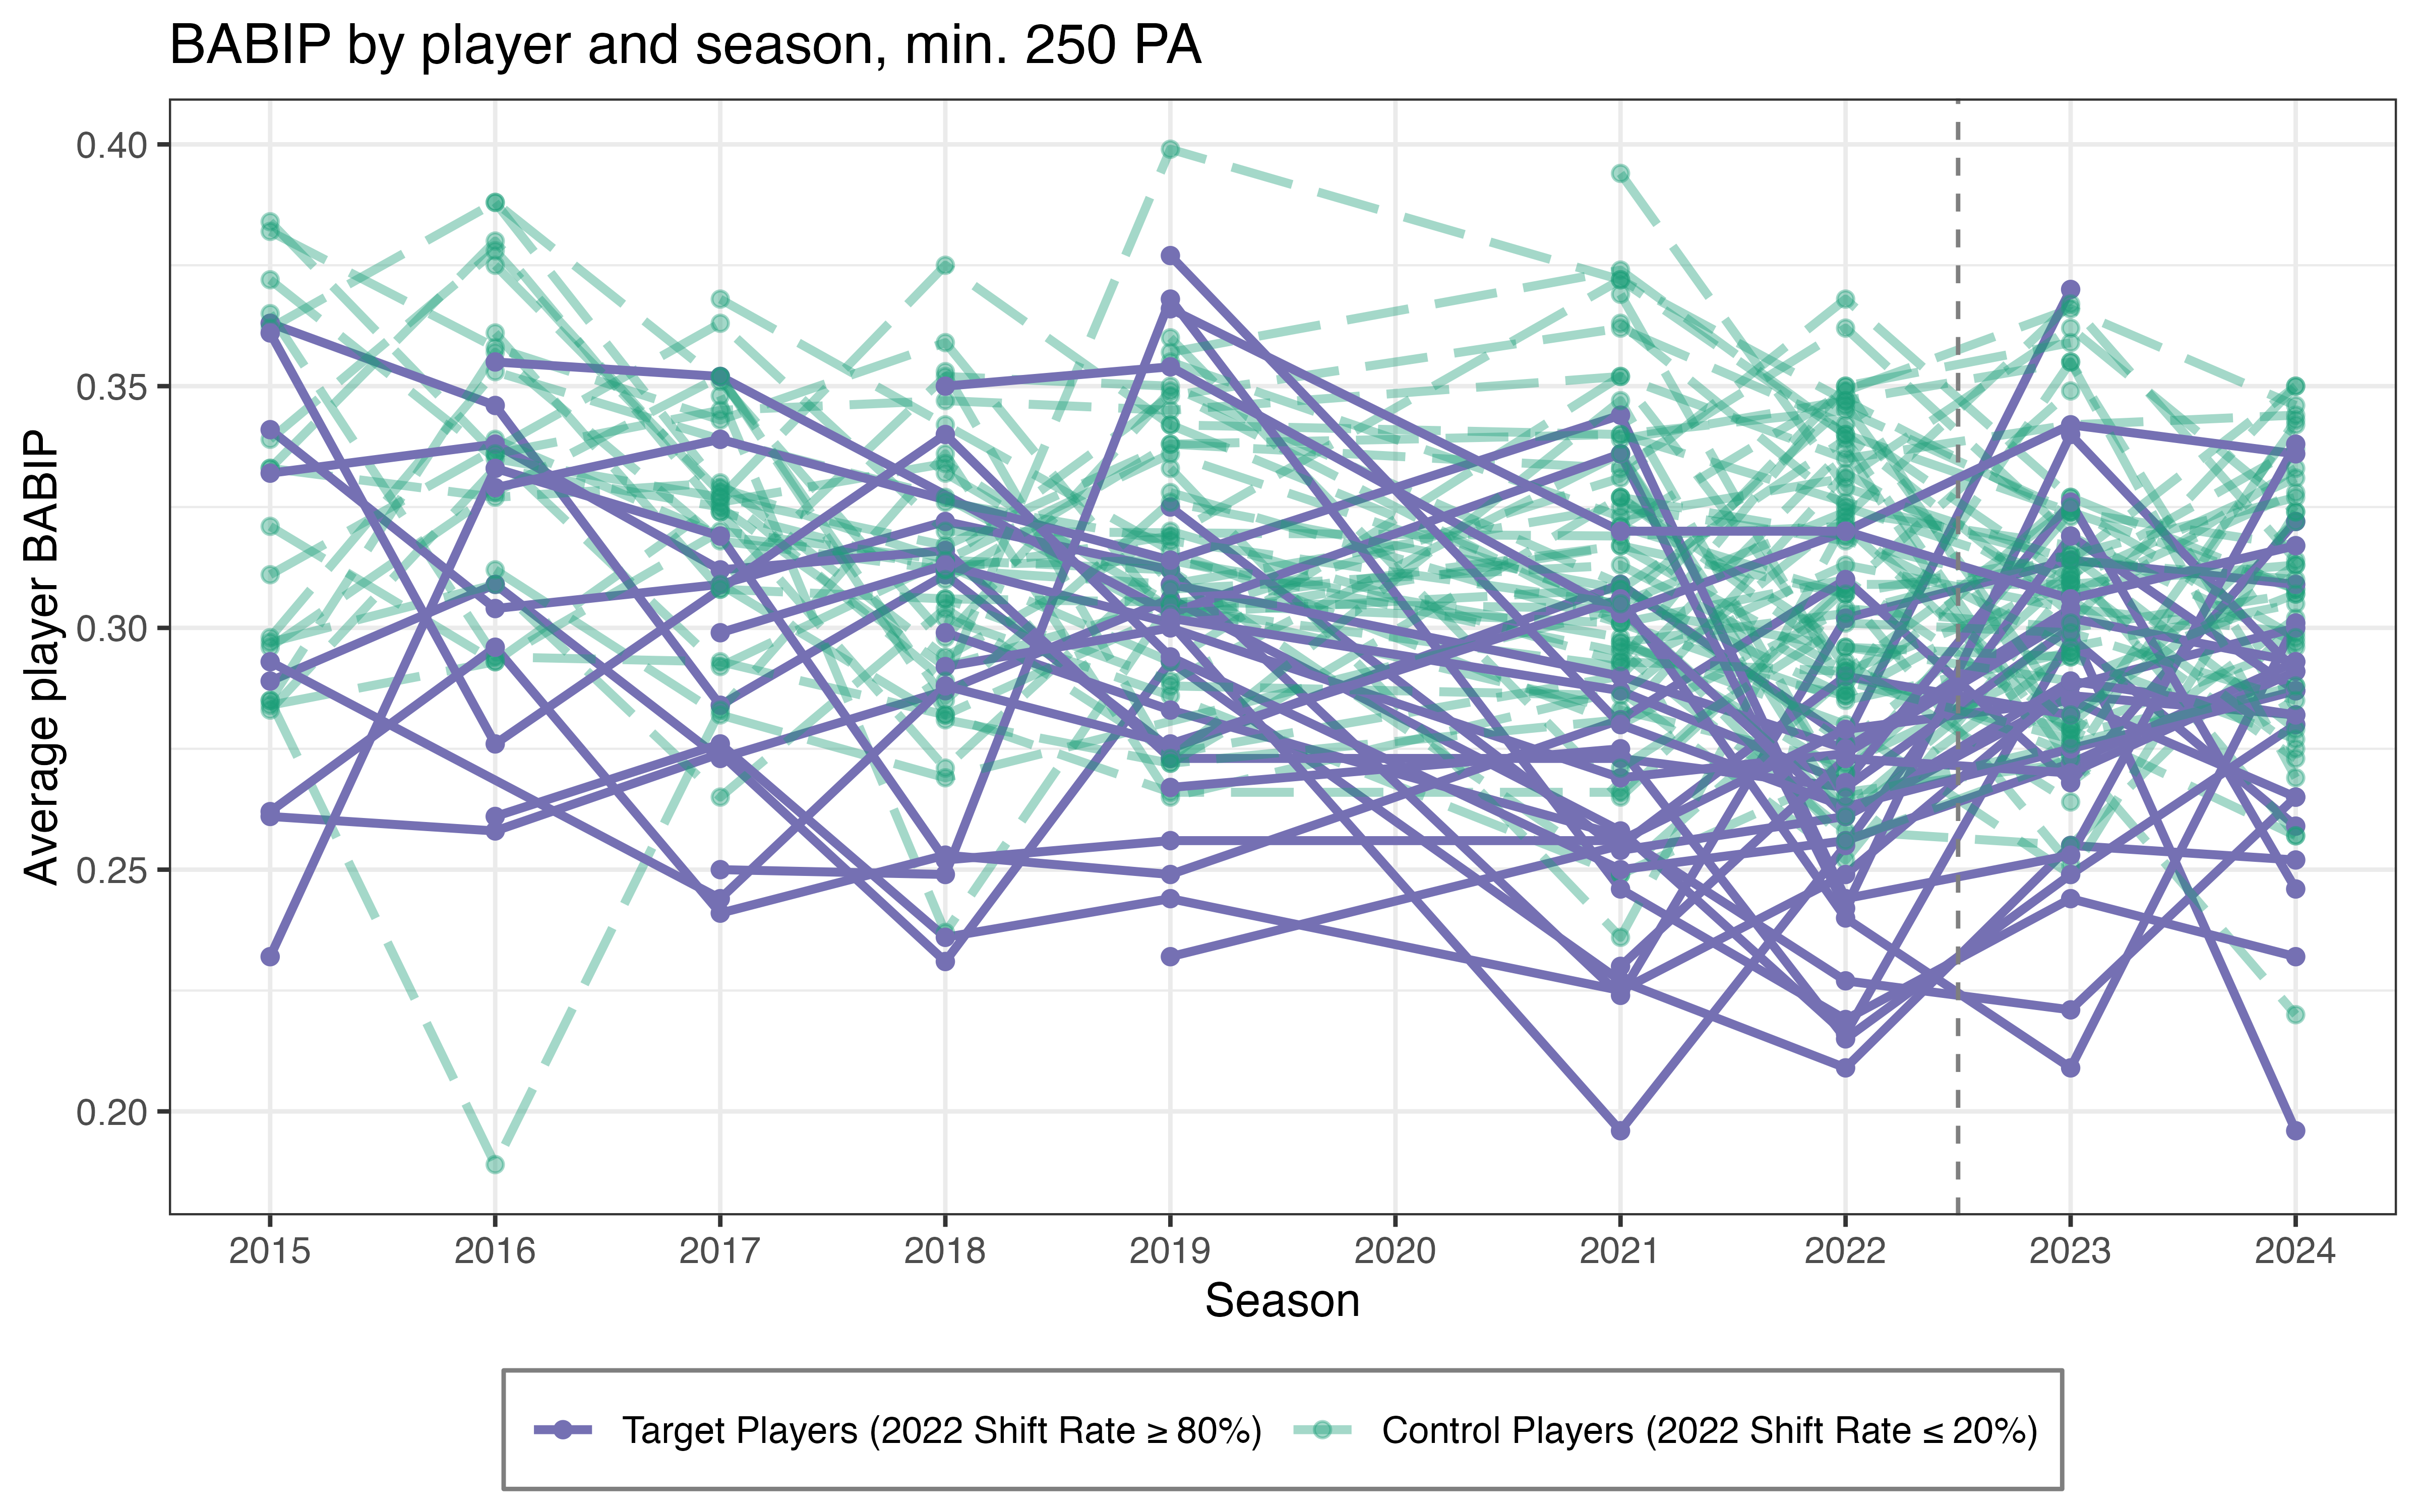 BABIP by player and season, min. 250 PA
Average player BABIP
0.40
0.35
0.30
0.25
0.20
2015 2016 2017 2018 2019 2020 2021 2022 2023 2024
Season
Target Players (2022 Shift Rate ≥ 80%) Control Players (2022 Shift Rate ≤ 20%)